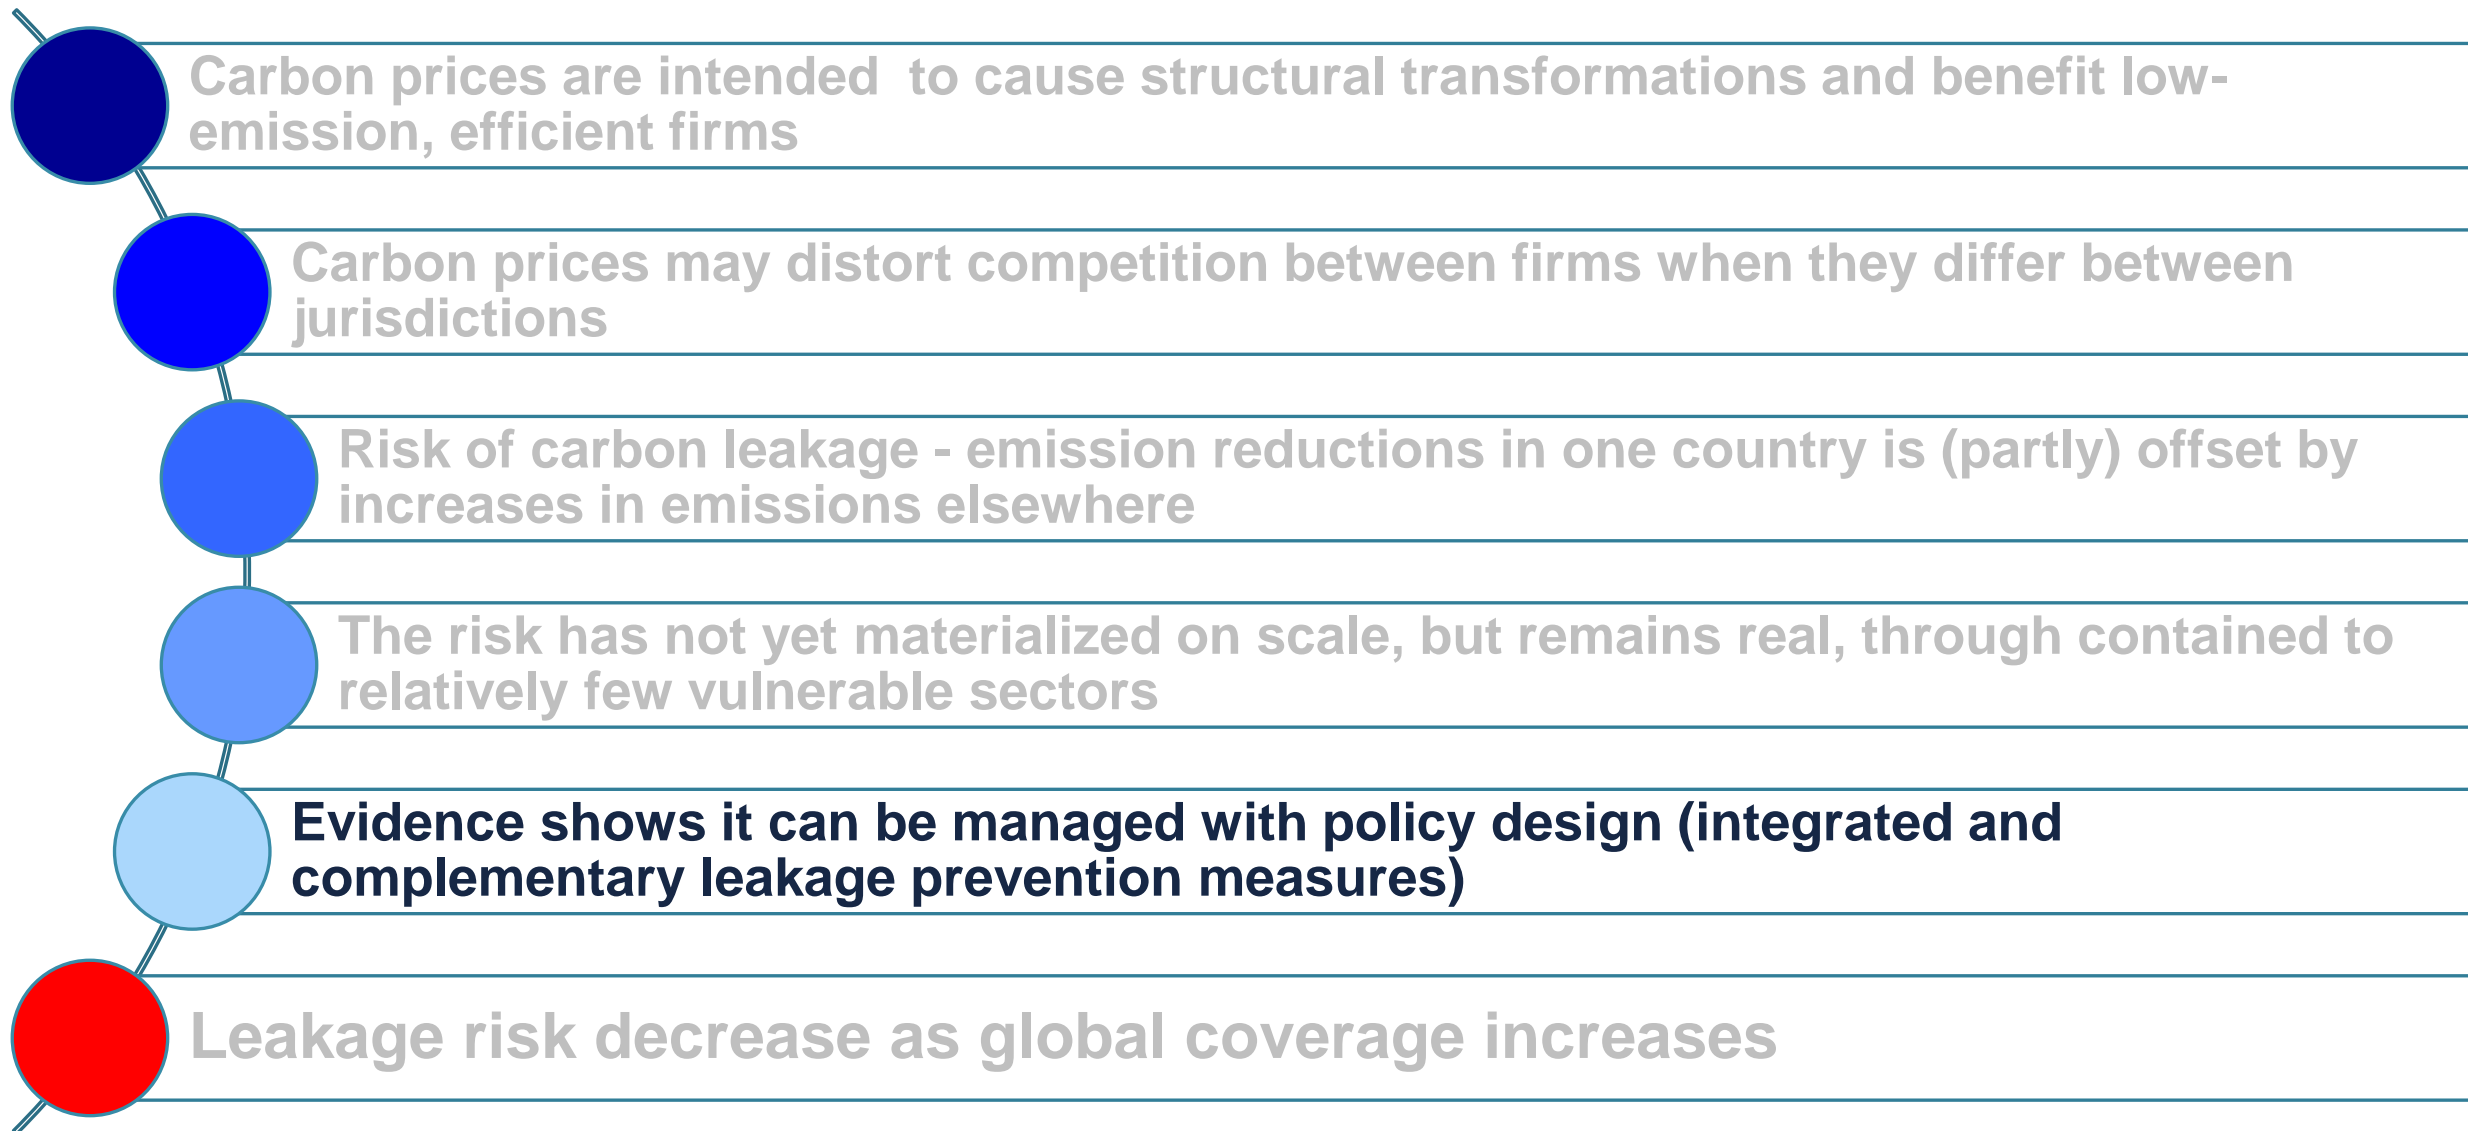 Carbon prices are intended  to cause structural transformations and benefit low-
emission, efficient firms
Carbon prices may distort competition between firms when they differ between
jurisdictions
Risk of carbon leakage - emission reductions in one country is (partly) offset by
increases in emissions elsewhere
The risk has not yet materialized on scale, but remains real, through contained to
relatively few vulnerable sectors
Evidence shows it can be managed with policy design (integrated and
complementary leakage prevention measures)
Leakage risk decrease as global coverage increases